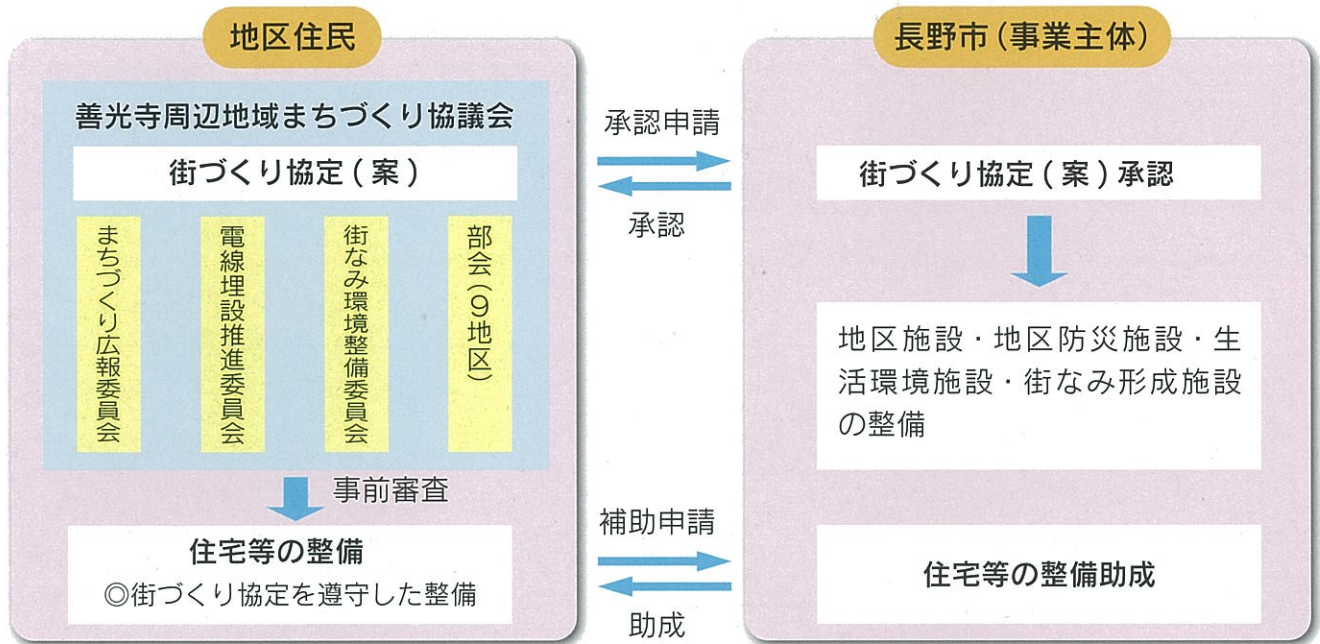 地区住民
善光寺周辺地域まちづくり協議会
街づくり協定(案)
まちづくり広報委員会
電線埋設推進委員会
街なみ環境整備委員会
部会(9地区)
事前審査
住宅等の整備
◎街づくり協定を遵守した整備
承認申請
承認
補助申請
助成
長野市(事業主体)
街づくり協定(案)承認
地区施設・地区防災施設・生
活環境施設・街なみ形成施設
の整備
住宅等の整備助成